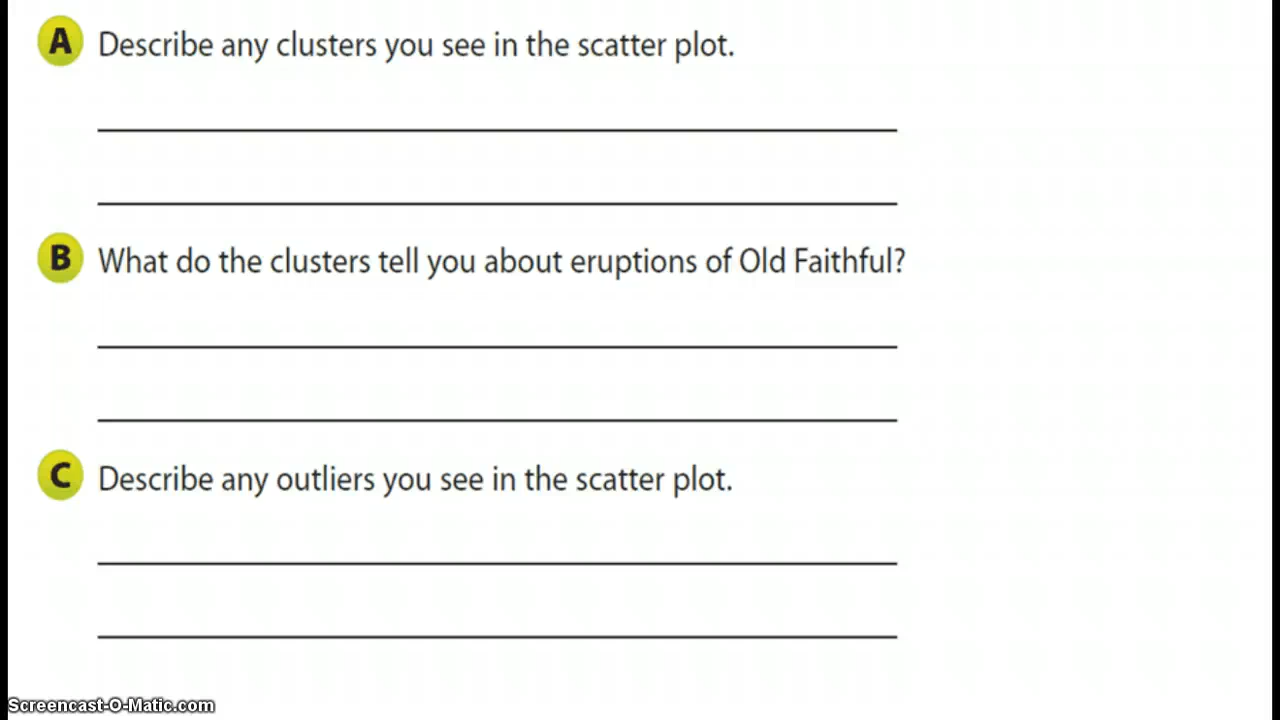 A Describe any clusters you see in the scatter plot.
B What do the clusters tell you about eruptions of Old Faithful?
C Describe any outliers you see in the scatter plot.
Screencast-O-Matic.com